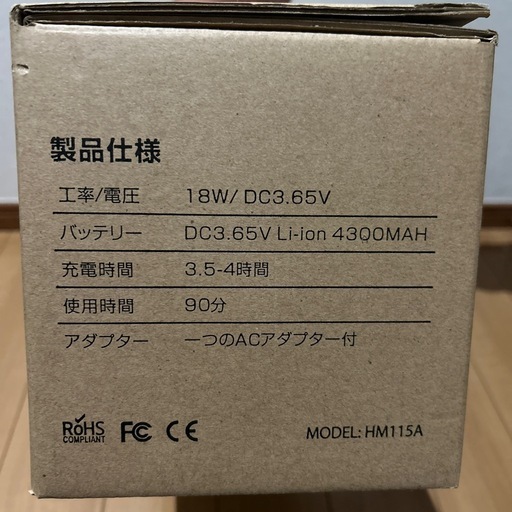 製品仕様
工率/電圧 18W/ DC3.65V
バッテリー DC3.65V Li-ion 4300MAH
充電時間 3.5-4時間
使用時間 90分
アダプター 一つのACアダプター付
RoHS
COMPLIANT
FC CE
MODEL: HM115A